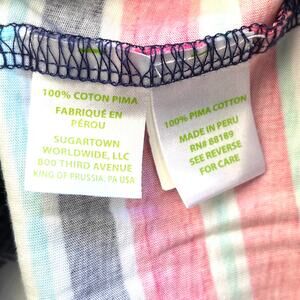 100% COTON PIMA
FABRIQUÉ EN
PÉROU
SUGARTOWN
WORLDWIDE, LLC
800 THIRD AVENUE
KING OF PRUSSIA, PA USA
100% PIMA COTTON
MADE IN PERU
RN# 88189
SEE REVERSE
FOR CARE